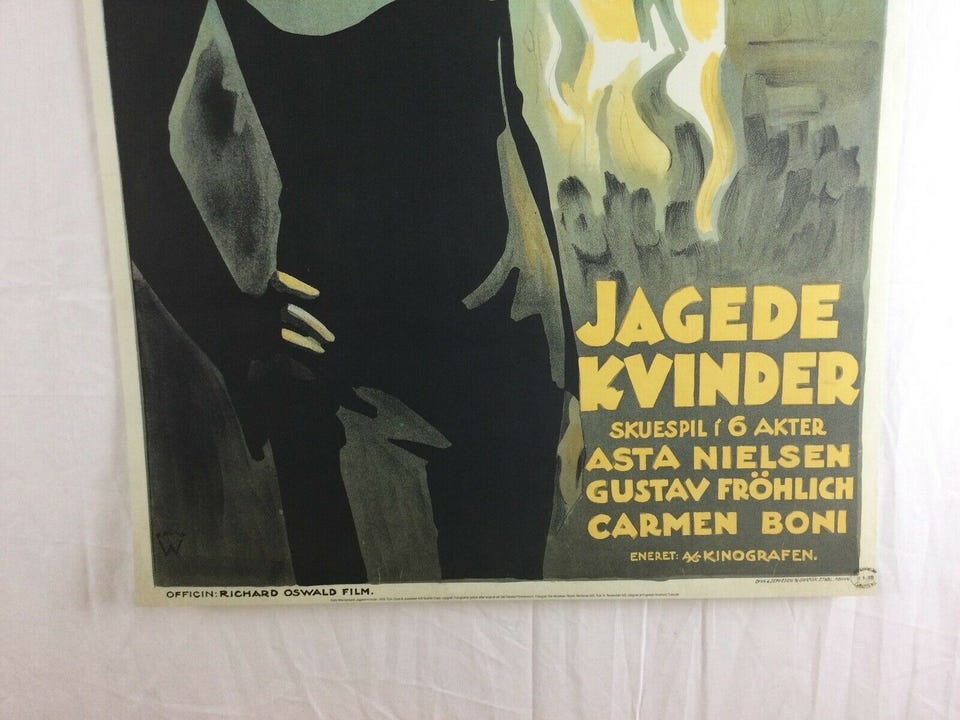 JAGEDE
KVINDER
SKUESPIL I 6 AKTER
ASTA NIELSEN
GUSTAV FRÖHLICH
CARMEN BONI
ENERET: A/S KINOGRAFEN.
W
OFFICIN: RICHARD OSWALD FILM.